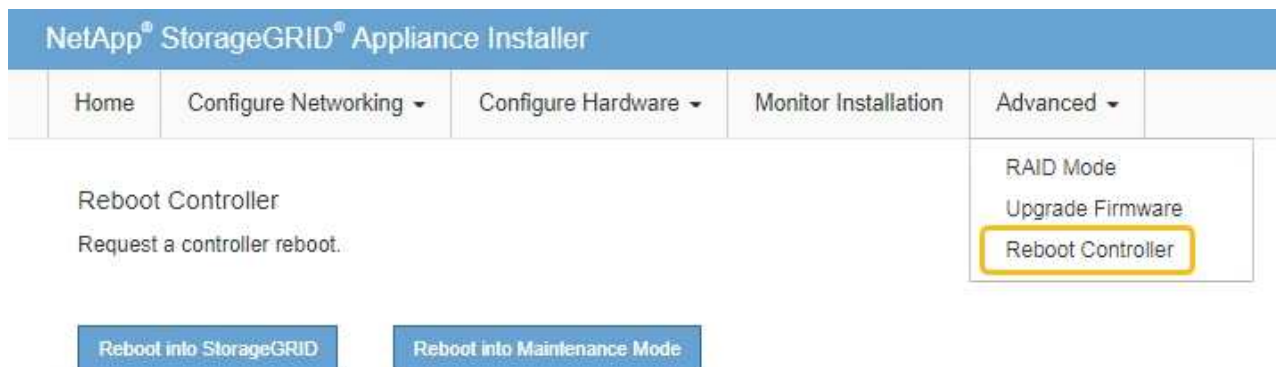 NetApp® StorageGRID® Appliance Installer
Home Configure Networking Configure Hardware Monitor Installation Advanced
RAID Mode
Upgrade Firmware
Reboot Controller
Reboot Controller
Request a controller reboot.
Reboot into StorageGRID Reboot into Maintenance Mode